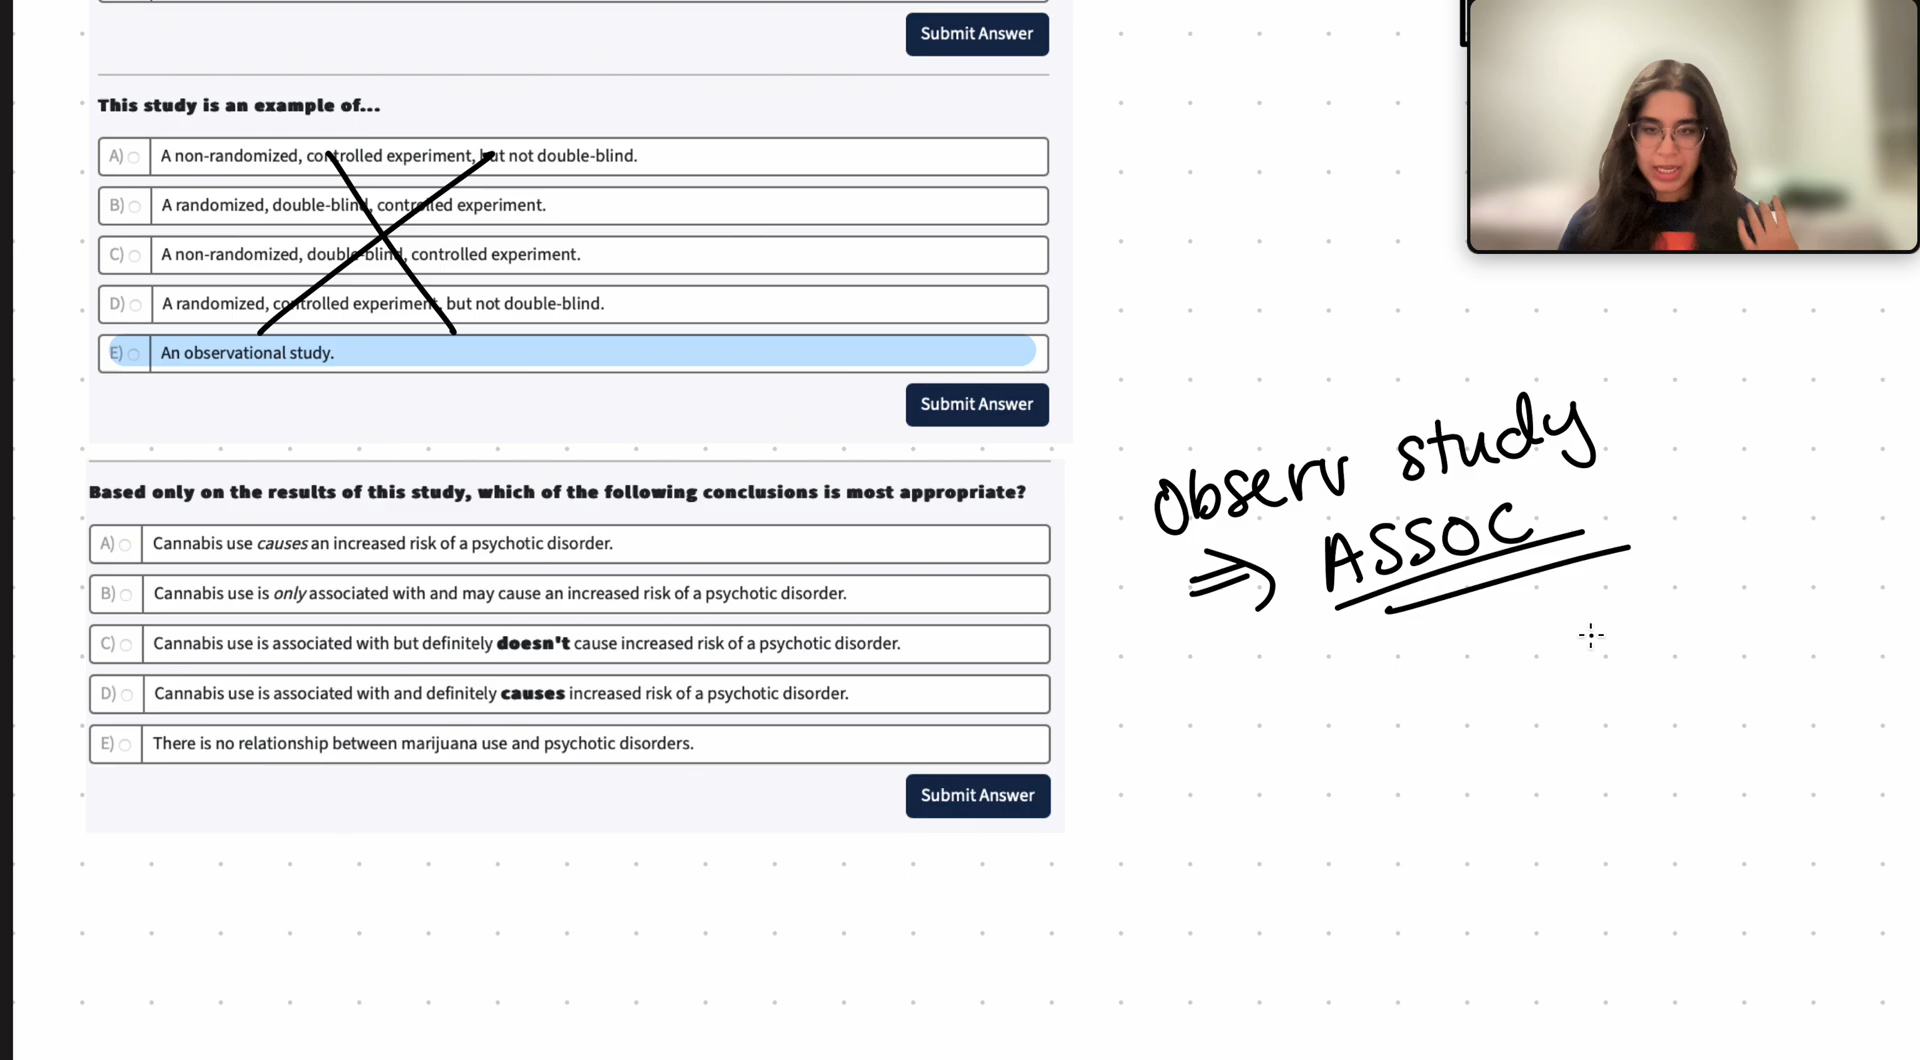 Submit Answer
This study is an example of...
A) A non-randomized, controlled experiment, but not double-blind.
B) A randomized, double-blind, controlled experiment.
C) A non-randomized, double-blind, controlled experiment.
D) A randomized, controlled experiment, but not double-blind.
E) An observational study.
Submit Answer
Based only on the results of this study, which of the following conclusions is most appropriate?
A) Cannabis use causes an increased risk of a psychotic disorder.
B) Cannabis use is only associated with and may cause an increased risk of a psychotic disorder.
C) Cannabis use is associated with but definitely doesn't cause increased risk of a psychotic disorder.
D) Cannabis use is associated with and definitely causes increased risk of a psychotic disorder.
E) There is no relationship between marijuana use and psychotic disorders.
Submit Answer
Observ study
⇒ ASSOC